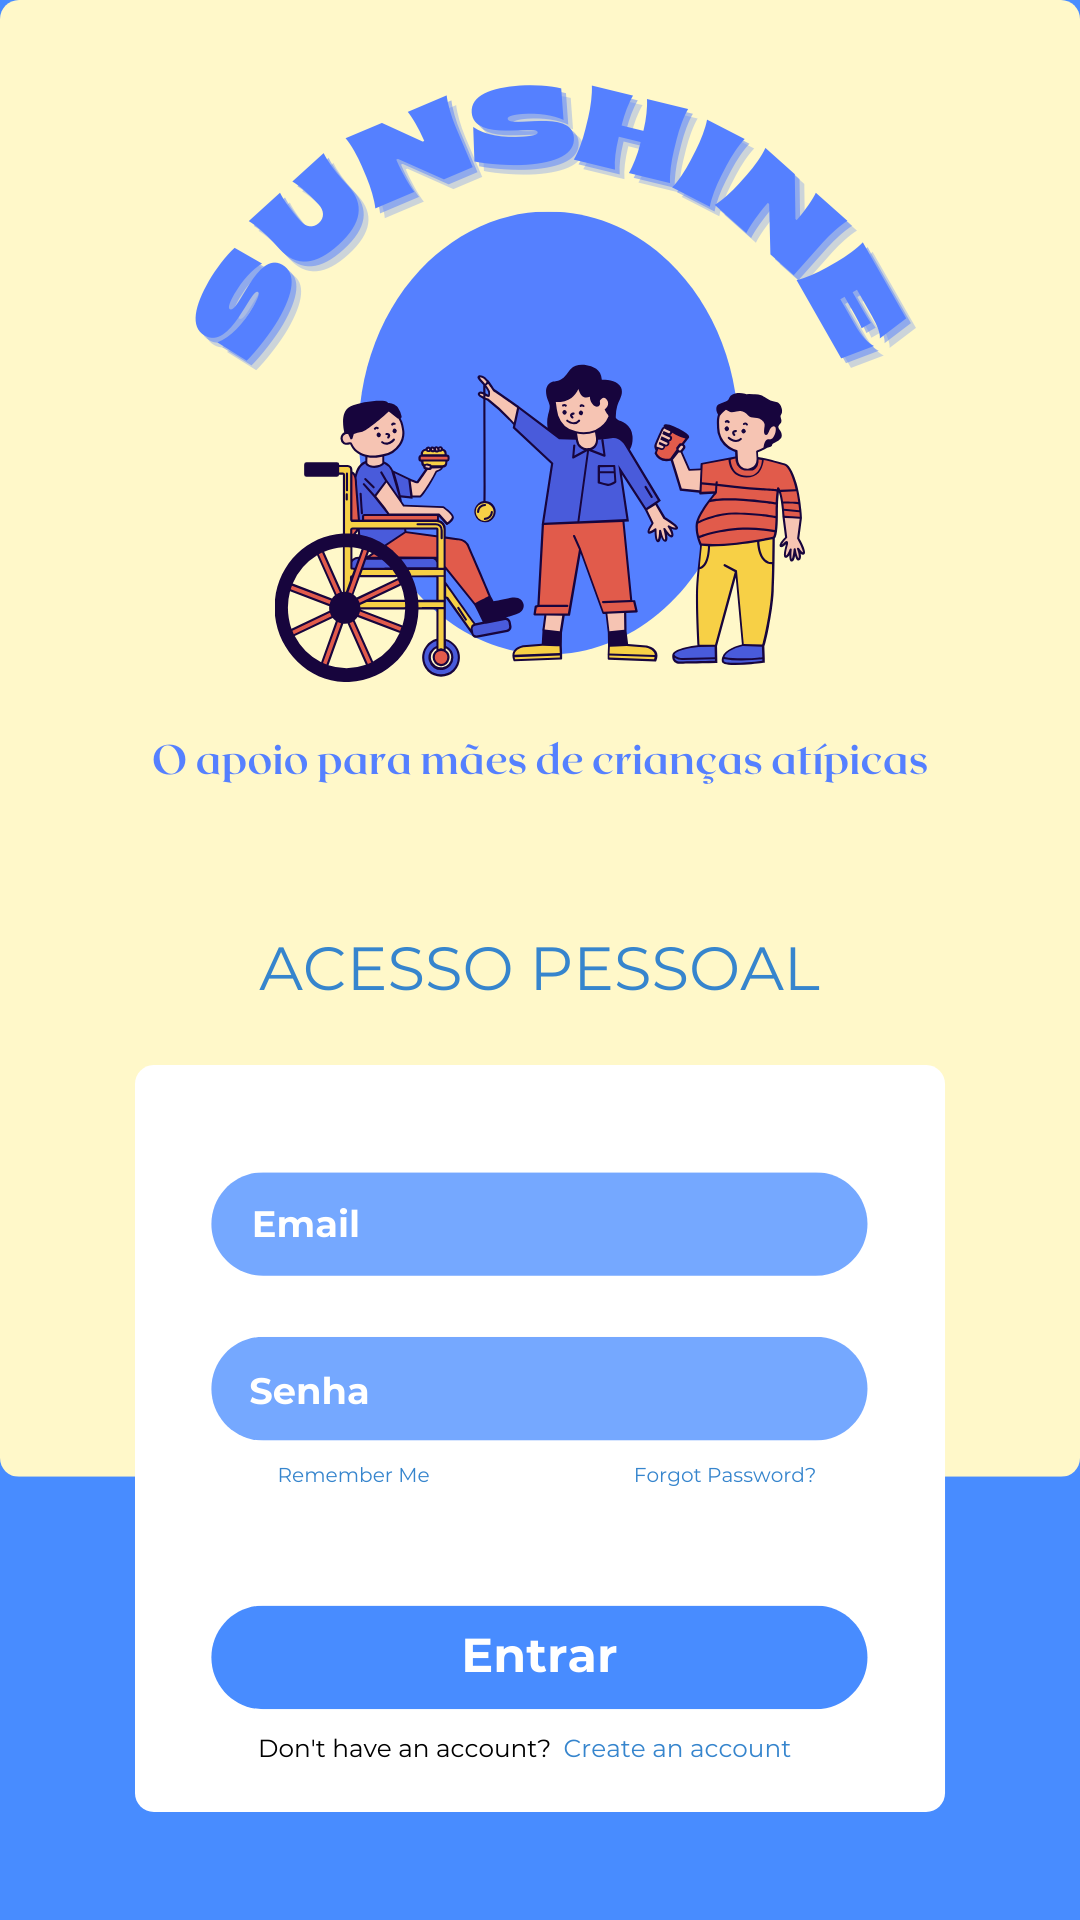 SUNSHINE
O apoio para mães de crianças atípicas
ACESSO PESSOAL
Email
Senha
Remember Me Forgot Password?
Entrar
Don't have an account? Create an account